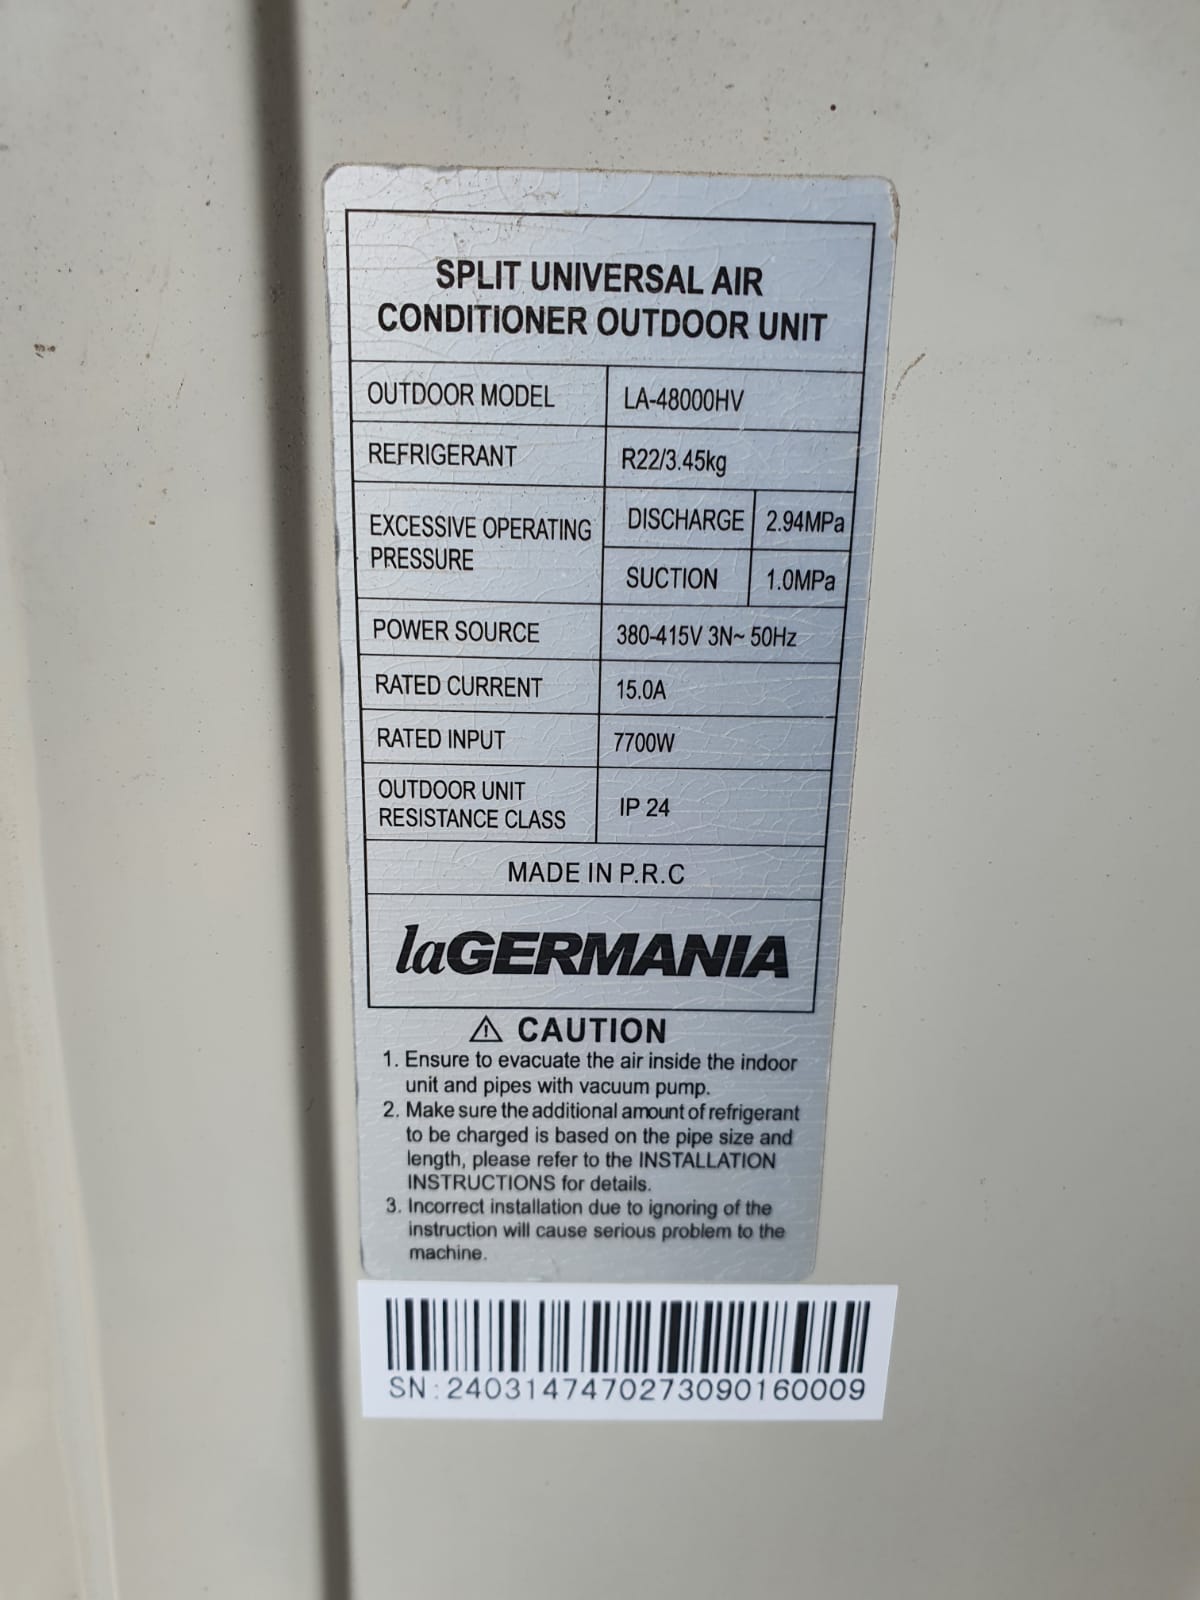 SPLIT UNIVERSAL AIR
CONDITIONER OUTDOOR UNIT
OUTDOOR MODEL LA-48000HV
REFRIGERANT R22/3.45kg
EXCESSIVE OPERATING
PRESSURE
DISCHARGE 2.94MPa
SUCTION 1.0MPa
POWER SOURCE 380-415V 3N~ 50Hz
RATED CURRENT 15.0A
RATED INPUT 7700W
OUTDOOR UNIT
RESISTANCE CLASS
IP 24
MADE IN P.R.C
laGERMANIA
⚠ CAUTION
1. Ensure to evacuate the air inside the indoor
unit and pipes with vacuum pump.
2. Make sure the additional amount of refrigerant
to be charged is based on the pipe size and
length, please refer to the INSTALLATION
INSTRUCTIONS for details.
3. Incorrect installation due to ignoring of the
instruction will cause serious problem to the
machine.
SN:2403147470273090160009